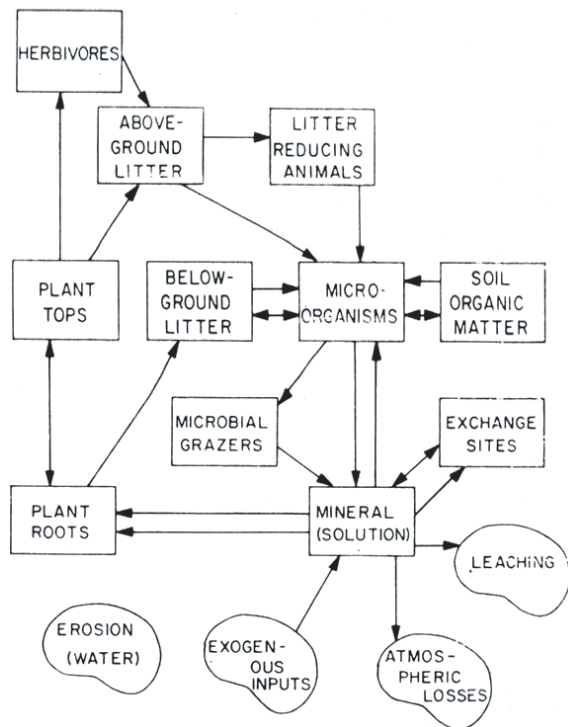 HERBIVORES
ABOVE-
GROUND
LITTER
LITTER
REDUCING
ANIMALS
PLANT
TOPS
BELOW-
GROUND
LITTER
MICRO-
ORGANISMS
SOIL
ORGANIC
MATTER
MICROBIAL
GRAZERS
EXCHANGE
SITES
PLANT
ROOTS
MINERAL
(SOLUTION)
LEACHING
EROSION
(WATER)
EXOGEN-
OUS
INPUTS
ATMOS-
PHERIC
LOSSES